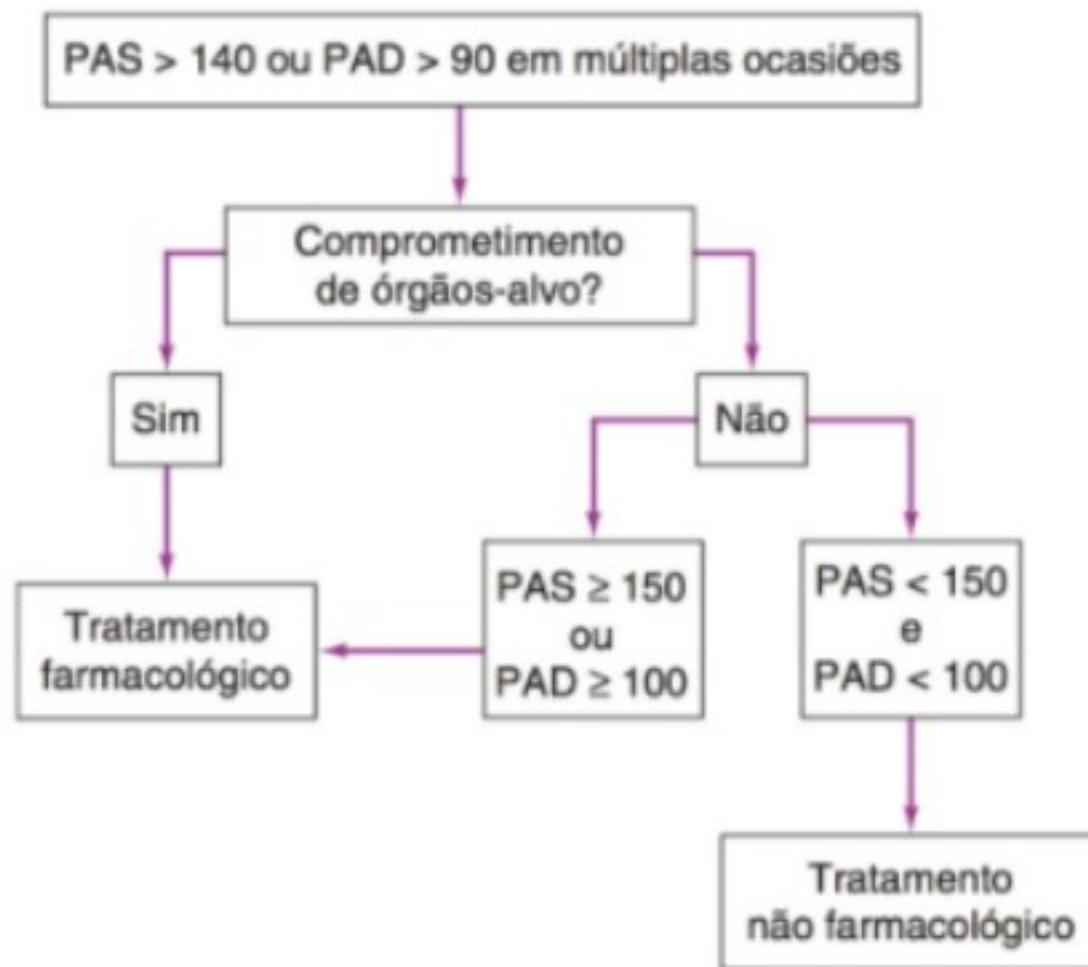 PAS > 140 ou PAD > 90 em múltiplas ocasiões
Comprometimento
de órgãos-alvo?
Sim
Não
Tratamento
farmacológico
PAS ≥ 150
ou
PAD ≥ 100
PAS < 150
e
PAD < 100
Tratamento
não farmacológico